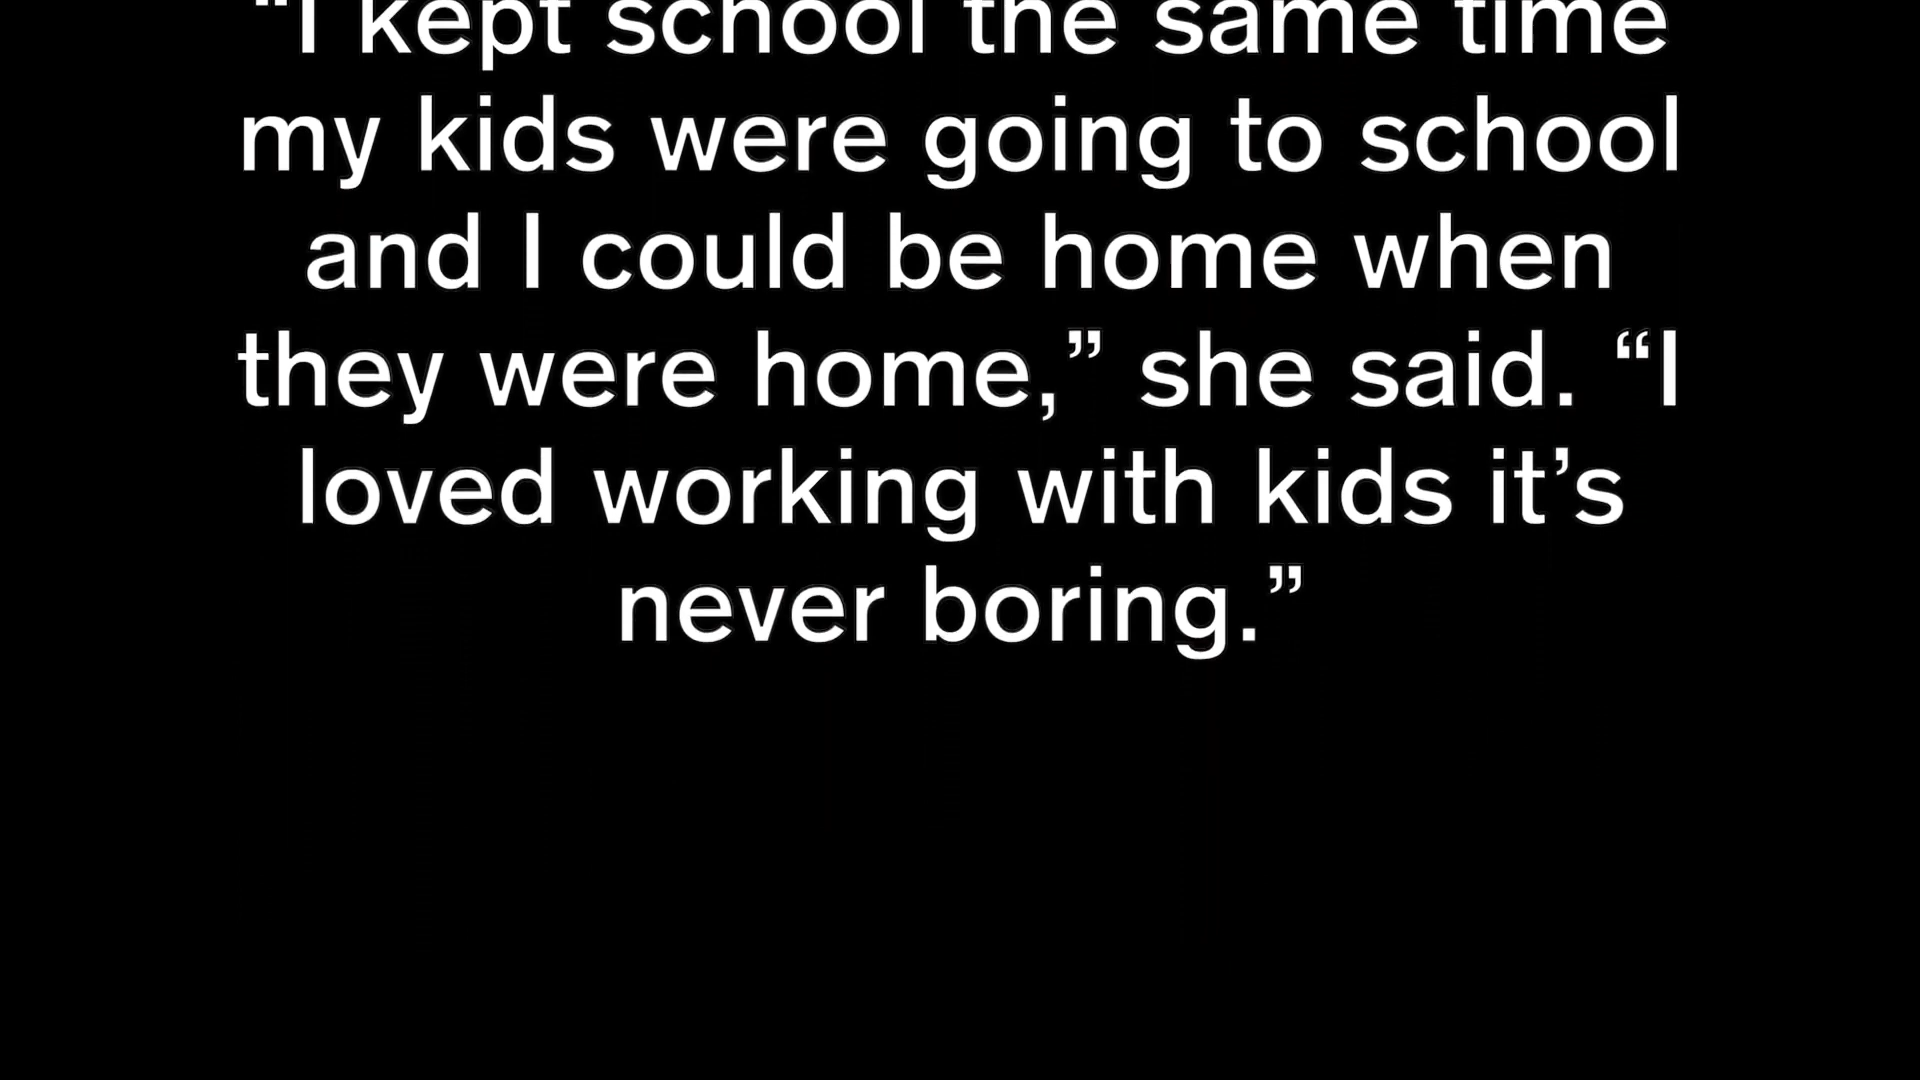 “I kept school the same time
my kids were going to school
and I could be home when
they were home,” she said. “I
loved working with kids it’s
never boring.”